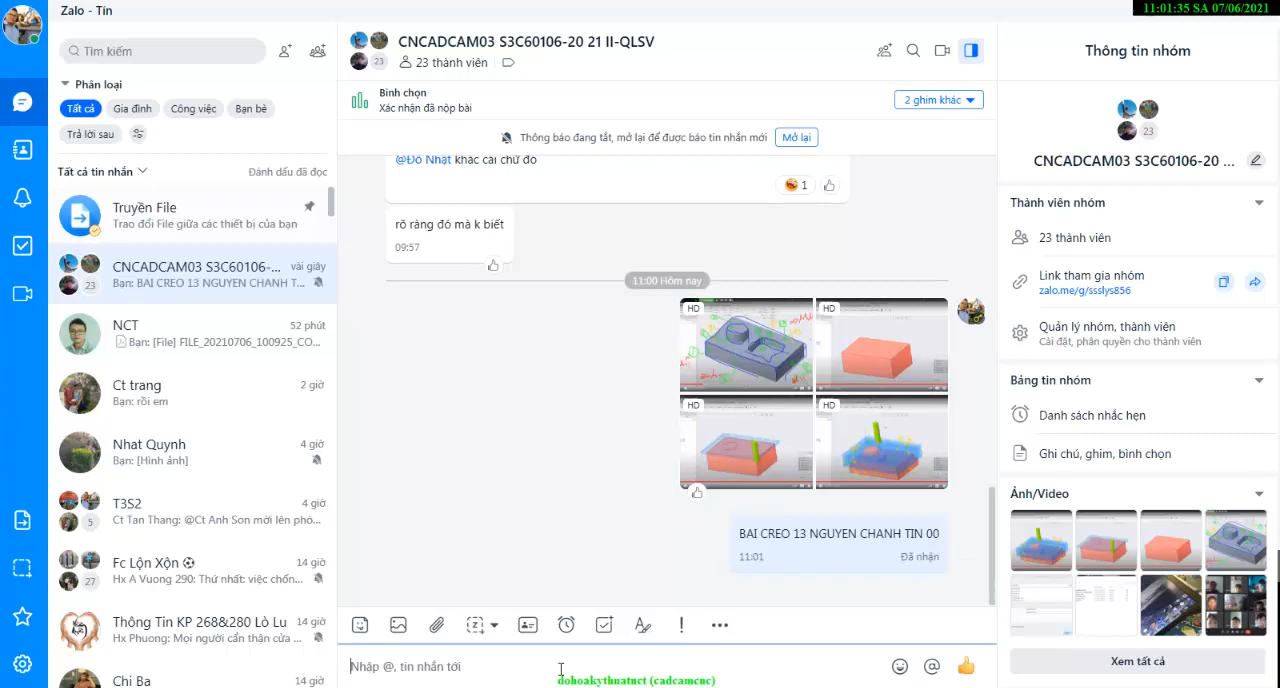 Zalo - Tín
11:01:35 SA 07/06/2021
Tìm kiếm
Phân loại
Tất cả
Gia đình
Công việc
Bạn bè
Trả lời sau
Tất cả tin nhắn
Đánh dấu đã đọc
Truyền File
Trao đổi File giữa các thiết bị của bạn
CNCADCAM03 S3C60106-...
vài giây
23
Bạn: BAI CREO 13 NGUYEN CHANH T...
NCT
52 phút
Bạn: [File] FILE_20210706_100925_CO...
Ct trang
2 giờ
Bạn: rồi em
Nhat Quynh
4 giờ
Bạn: [Hình ảnh]
T3S2
4 giờ
5
Ct Tan Thang: @Ct Anh Son mới lên phò...
Fc Lộn Xộn
14 giờ
27
Hx A Vuong 290: Thứ nhất: việc chốn...
Thông Tin KP 268&280 Lò Lu
14 giờ
Hx Phuong: Mọi người cẩn thận cửa ...
Chi Ba
14 giờ
CNCADCAM03 S3C60106-20 21 II-QLSV
23
23 thành viên
Bình chọn
Xác nhận đã nộp bài
2 ghim khác
Thông báo đang tắt, mở lại để được báo tin nhắn mới
Mở lại
@Đỗ Nhật khác cái chữ đó
1
rõ ràng đó mà k biết
09:57
11:00 Hôm nay
HD
HD
HD
HD
BAI CREO 13 NGUYEN CHANH TIN 00
11:01
Đã nhận
Nhập @, tin nhắn tới
dohoakythuatnct (cadcamcnc)
Thông tin nhóm
23
CNCADCAM03 S3C60106-20 ...
Thành viên nhóm
23 thành viên
Link tham gia nhóm
zalo.me/g/ssslys856
Quản lý nhóm, thành viên
Cài đặt, phân quyền cho thành viên
Bảng tin nhóm
Danh sách nhắc hẹn
Ghi chú, ghim, bình chọn
Ảnh/Video
Xem tất cả